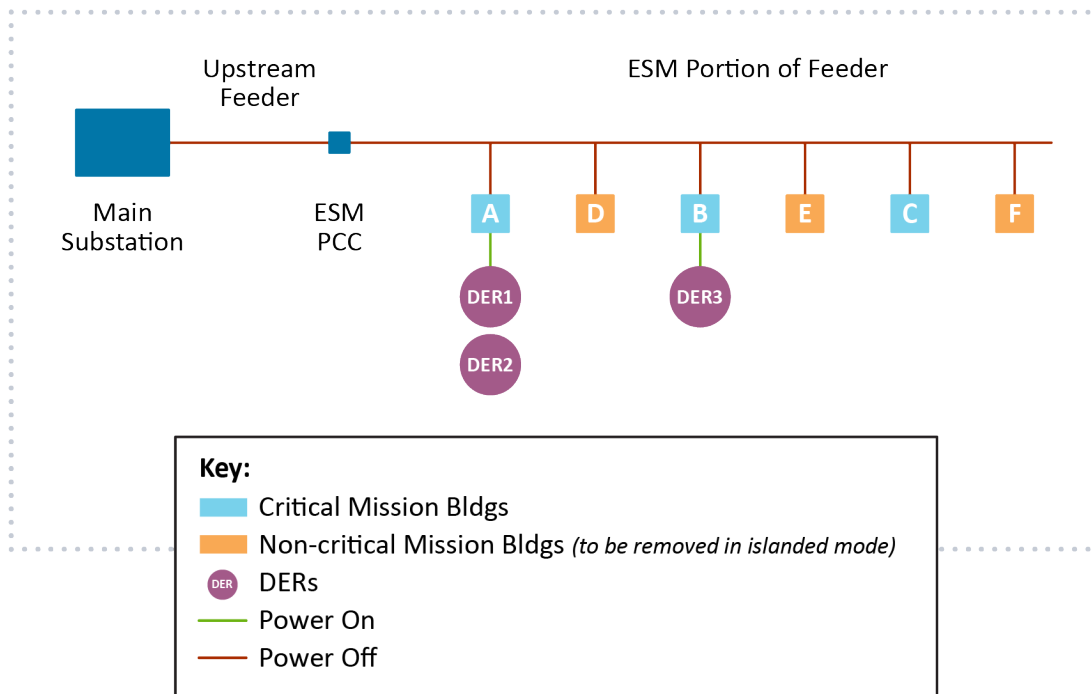 Upstream
Feeder
ESM Portion of Feeder
Main
Substation
ESM
PCC
A
D
B
E
C
F
DER1
DER3
DER2
Key:
Critical Mission Bldgs
Non-critical Mission Bldgs (to be removed in islanded mode)
DER DERs
Power On
Power Off